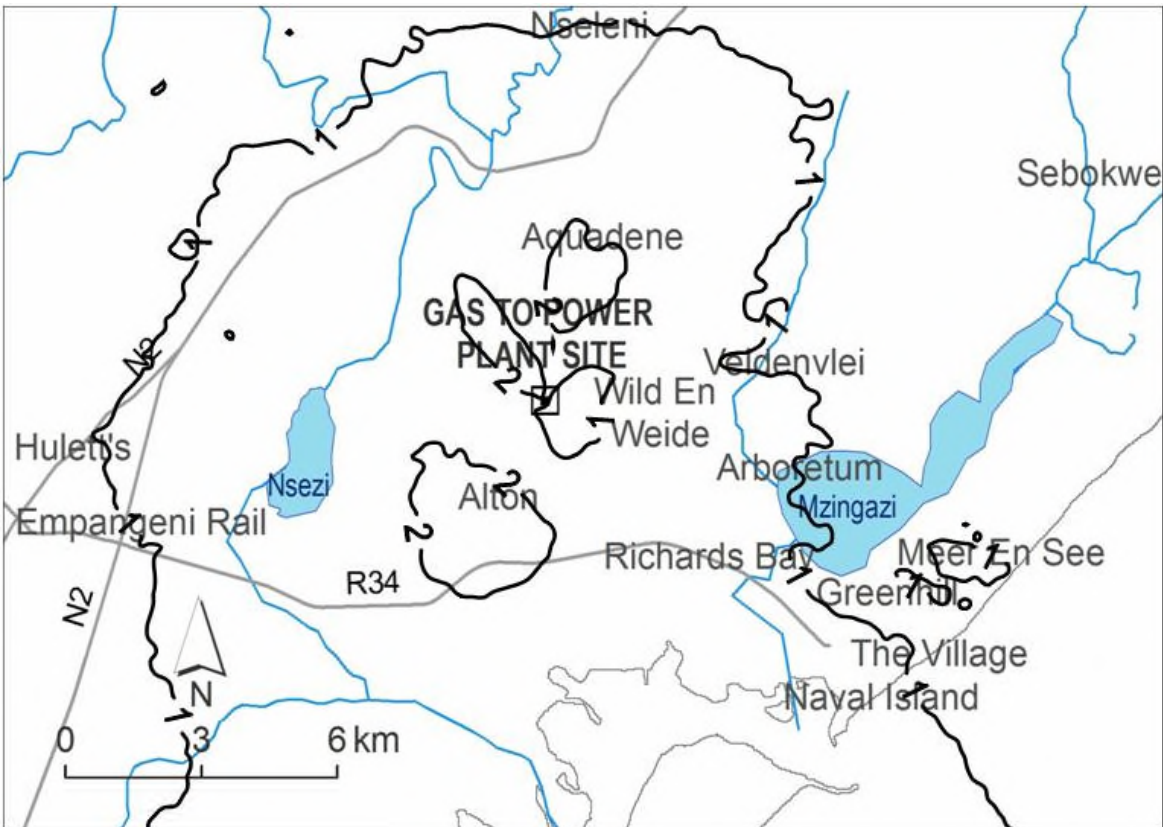 Nseleni
1
1
Sebokwe
1
Aquadene
2
GAS TO POWER
PLANT SITE
1
N2
Veldenvlei
2
Wild En
Weide
1
Hulett's
Arboretum
Nsezi
Alton
2
Mzingazi
Empangeni Rail
1
2
Richards Bay
Meer En See
1
1
R34
Greenhill
1
N2
The Village
N
Naval Island
1
1
0 3 6 km